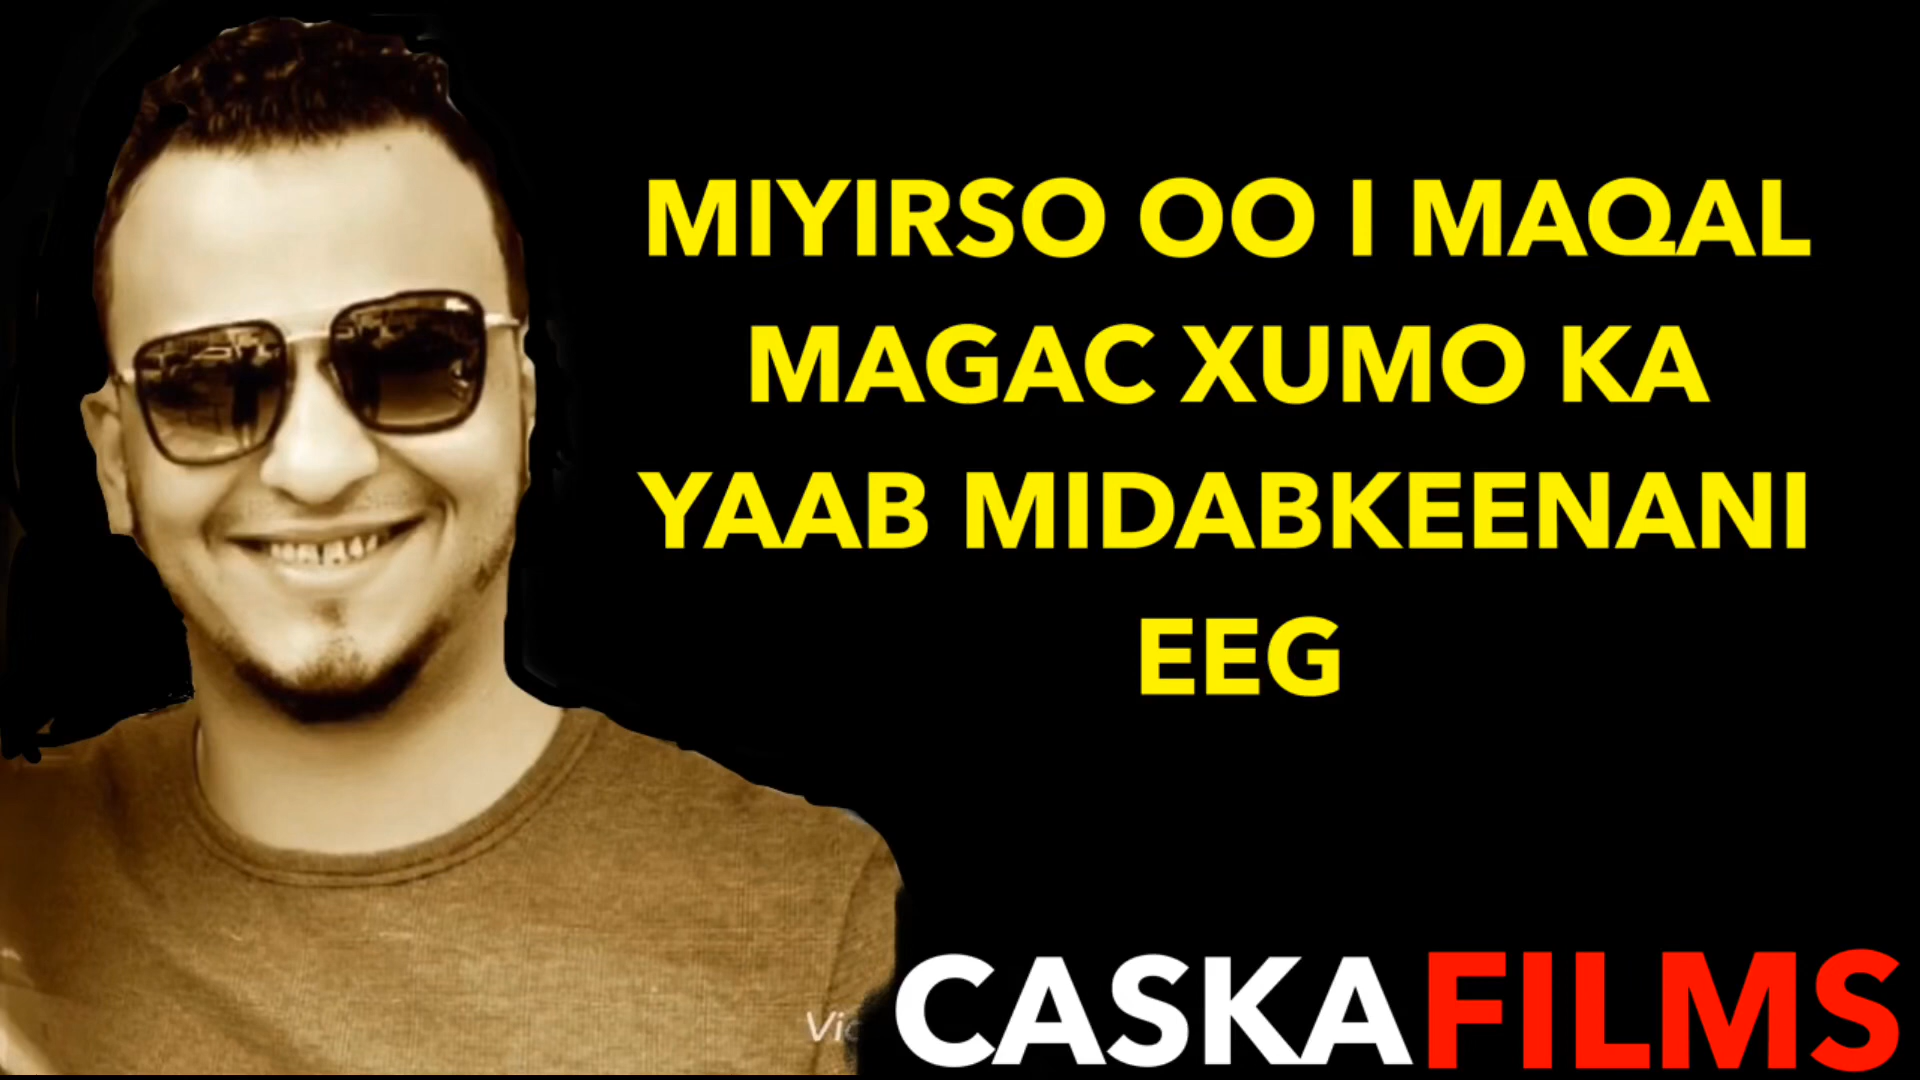 MIYIRSO OO I MAQAL
MAGAC XUMO KA
YAAB MIDABKEENANI
EEG
CASKAFILMS